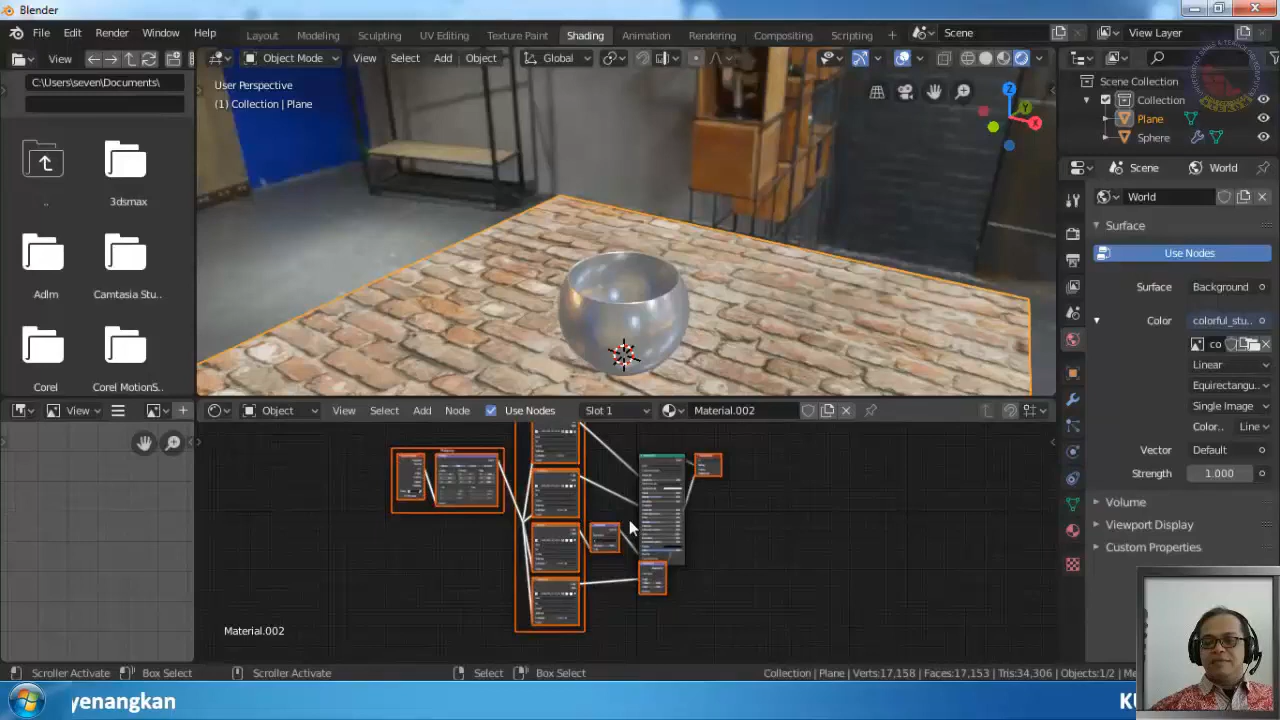 Blender
File Edit Render Window Help
Layout Modeling Sculpting UV Editing Texture Paint Shading Animation Rendering Compositing Scripting
Scene
View Layer
View
Object Mode
View Select Add Object
Global
C:\Users\seven\Documents\
User Perspective
(1) Collection | Plane
Z
Y
X
..
3dsmax
Adlm
Camtasia Stu...
Corel
Corel MotionS...
Scene Collection
Collection
Plane
Sphere
Scene
World
World
Surface
Use Nodes
Surface
Background
Color
colorful_stu..
co
Linear
Equirectangu..
Single Image
Color..
Line
Vector
Default
Strength
1.000
Volume
Viewport Display
Custom Properties
View
Object
View Select Add Node
Use Nodes
Slot 1
Material.002
Material.002
Scroller Activate
Box Select
Scroller Activate
Select
Box Select
Collection | Plane | Verts:17,158 | Faces:17,153 | Tris:34,306 | Objects:1/2 | Me
yenangkan